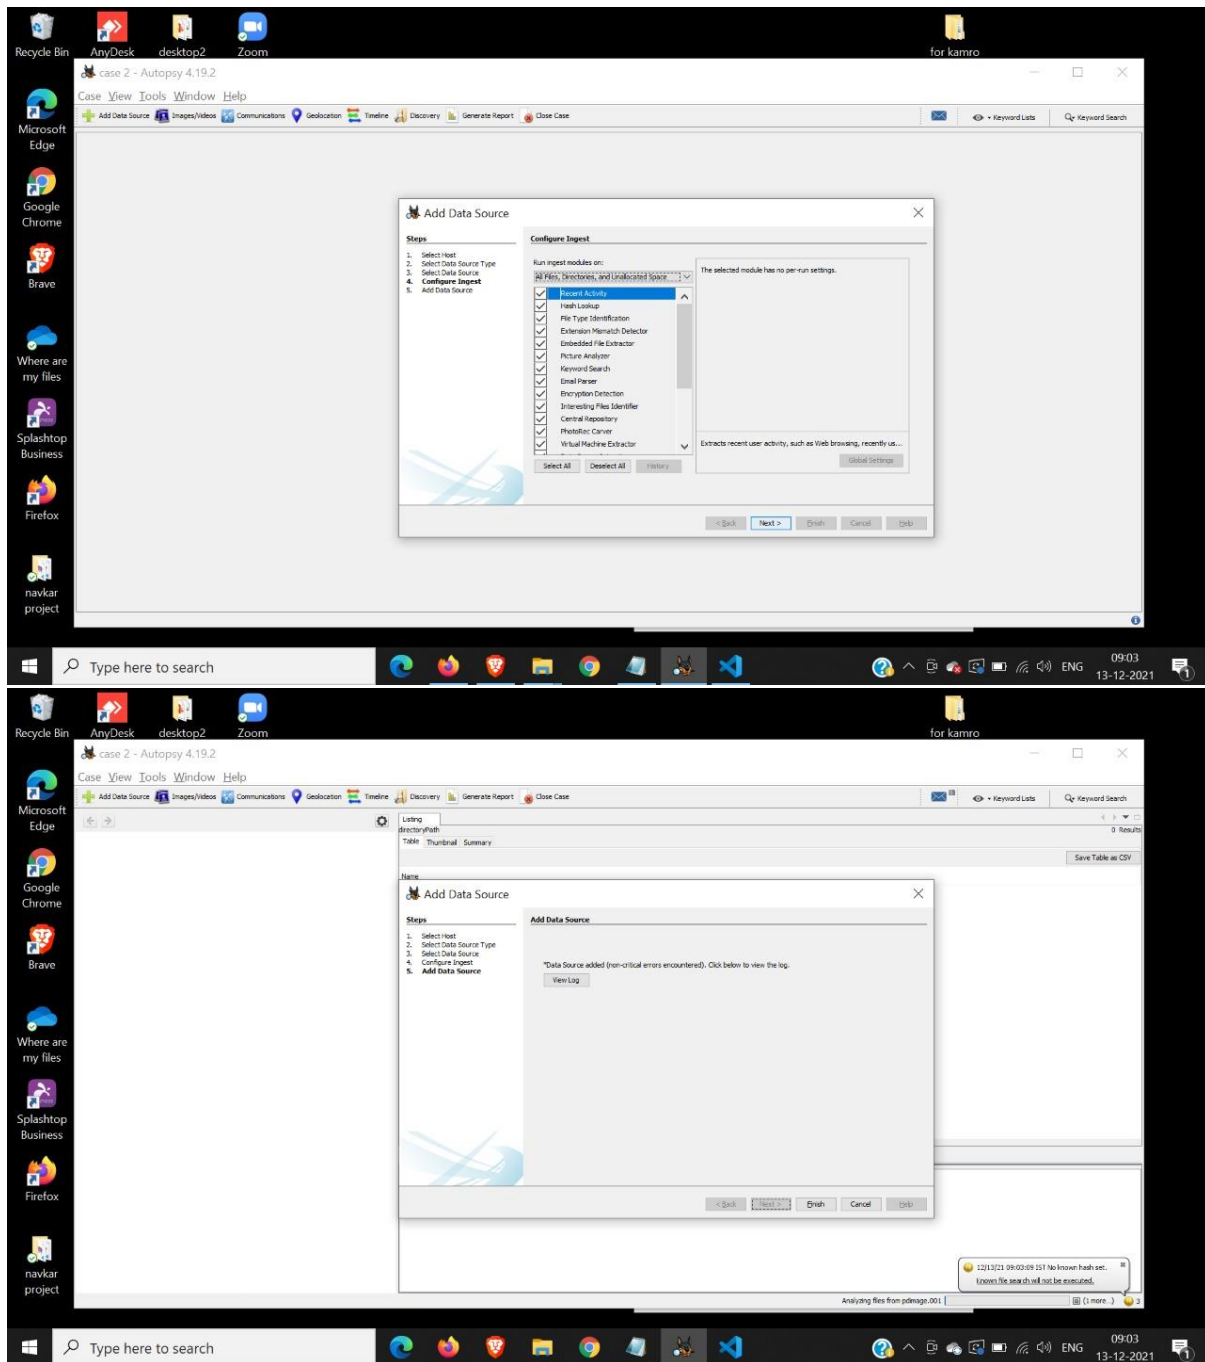 Recycle Bin
AnyDesk
desktop2
Zoom
for kamro
case 2 - Autopsy 4.19.2
Case View Tools Window Help
Add Data Source Images/Videos Communications Geolocation Timeline Discovery Generate Report Close Case
Keyword Lists
Keyword Search
Microsoft
Edge
Google
Chrome
Brave
Where are
my files
Splashtop
Business
Firefox
navkar
project
Add Data Source
Steps
1. Select Host
2. Select Data Source Type
3. Select Data Source
4. Configure Ingest
5. Add Data Source
Configure Ingest
Run ingest modules on:
All Files, Directories, and Unallocated Space
Recent Activity
Hash Lookup
File Type Identification
Extension Mismatch Detector
Embedded File Extractor
Picture Analyzer
Keyword Search
Email Parser
Encryption Detection
Interesting Files Identifier
Central Repository
PhotoRec Carver
Virtual Machine Extractor
Select All Deselect All History
The selected module has no per-run settings.
Extracts recent user activity, such as Web browsing, recently us...
Global Settings
< Back Next > Finish Cancel Help
Type here to search
ENG
09:03
13-12-2021
1
Recycle Bin
AnyDesk
desktop2
Zoom
for kamro
case 2 - Autopsy 4.19.2
Case View Tools Window Help
Add Data Source Images/Videos Communications Geolocation Timeline Discovery Generate Report Close Case
Keyword Lists
Keyword Search
Microsoft
Edge
Google
Chrome
Brave
Where are
my files
Splashtop
Business
Firefox
navkar
project
Listing
directoryPath
0 Results
Table Thumbnail Summary
Save Table as CSV
Name
Add Data Source
Steps
1. Select Host
2. Select Data Source Type
3. Select Data Source
4. Configure Ingest
5. Add Data Source
Add Data Source
*Data Source added (non-critical errors encountered). Click below to view the log.
View Log
< Back Next > Finish Cancel Help
12/13/21 09:03:09 IST No known hash set.
Known file search will not be executed.
Analyzing files from pdimage.001
(1 more...)
3
Type here to search
ENG
09:03
13-12-2021
1